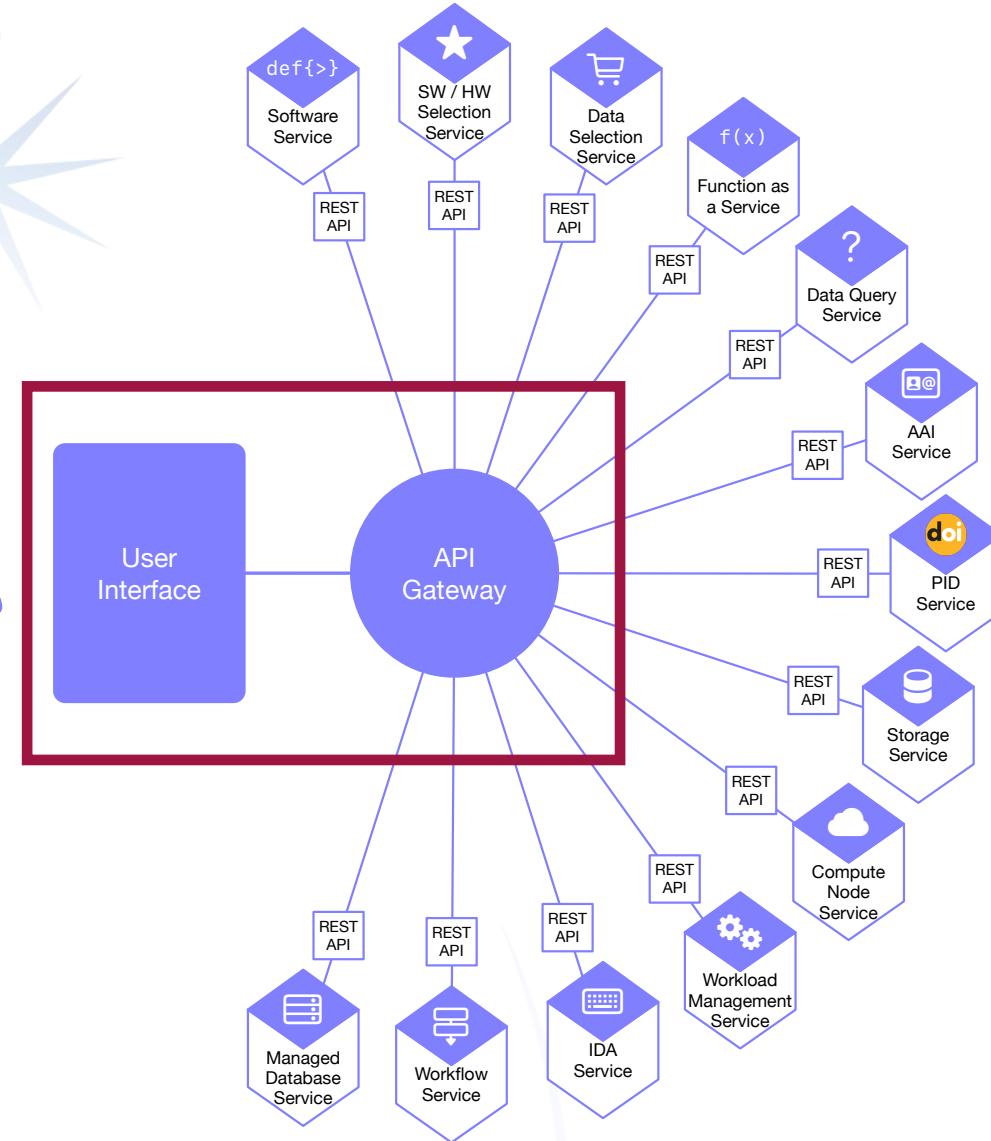 def{>}
Software
Service
SW / HW
Selection
Service
Data
Selection
Service
f(x)
Function as
a Service
?
Data Query
Service
@
AAI
Service
doi
PID
Service
Storage
Service
Compute
Node
Service
Workload
Management
Service
IDA
Service
Workflow
Service
Managed
Database
Service
REST
API
REST
API
REST
API
REST
API
REST
API
REST
API
REST
API
REST
API
REST
API
REST
API
REST
API
REST
API
REST
API
User
Interface
API
Gateway